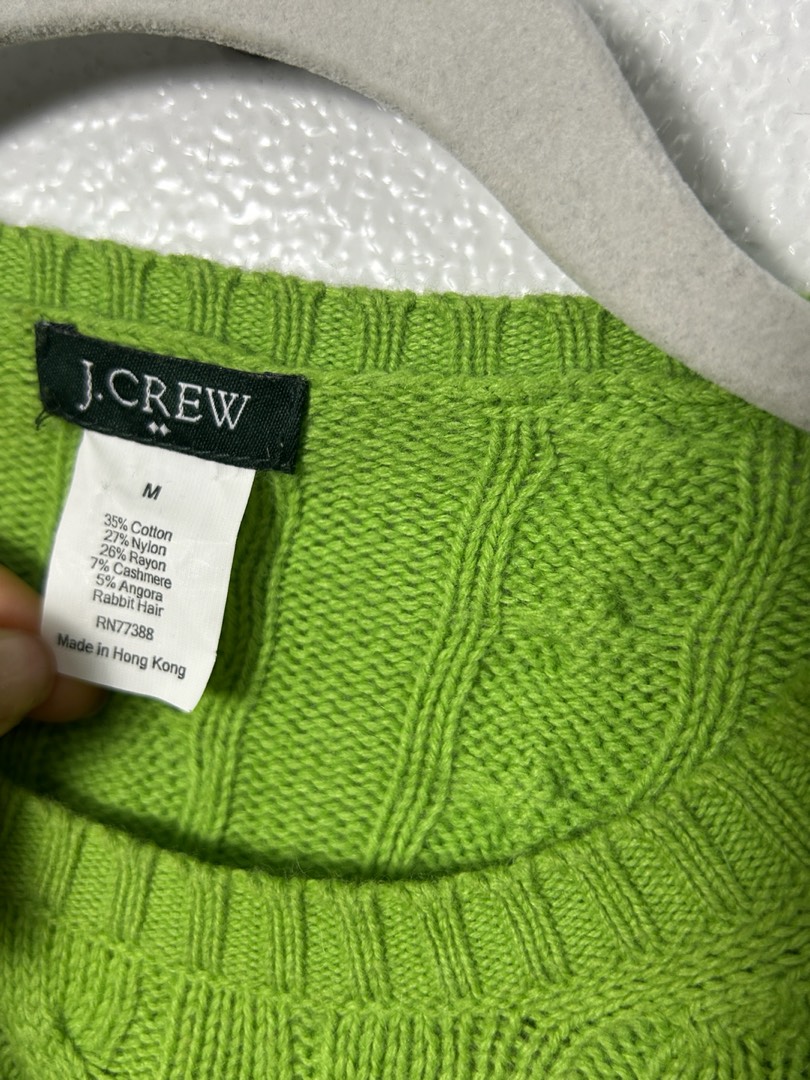 J.CREW
M
35% Cotton
27% Nylon
26% Rayon
7% Cashmere
5% Angora
Rabbit Hair
RN77388
Made in Hong Kong